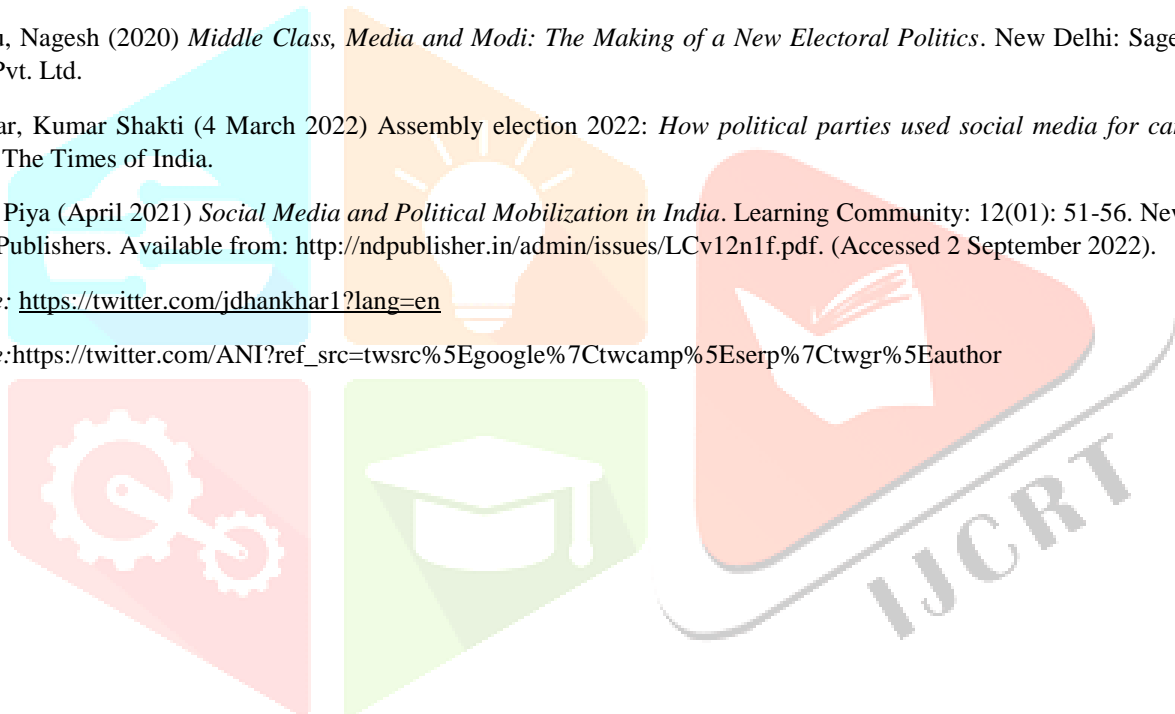 u, Nagesh (2020) Middle Class, Media and Modi: The Making of a New Electoral Politics. New Delhi: Sage
Pvt. Ltd.
ar, Kumar Shakti (4 March 2022) Assembly election 2022: How political parties used social media for ca
The Times of India.
Piya (April 2021) Social Media and Political Mobilization in India. Learning Community: 12(01): 51-56. New
Publishers. Available from: http://ndpublisher.in/admin/issues/LCv12n1f.pdf. (Accessed 2 September 2022).
e: https://twitter.com/jdhankhar1?lang=en
e:https://twitter.com/ANI?ref_src=twsrc%5Egoogle%7Ctwcamp%5Eserp%7Ctwgr%5Eauthor
IJCRT